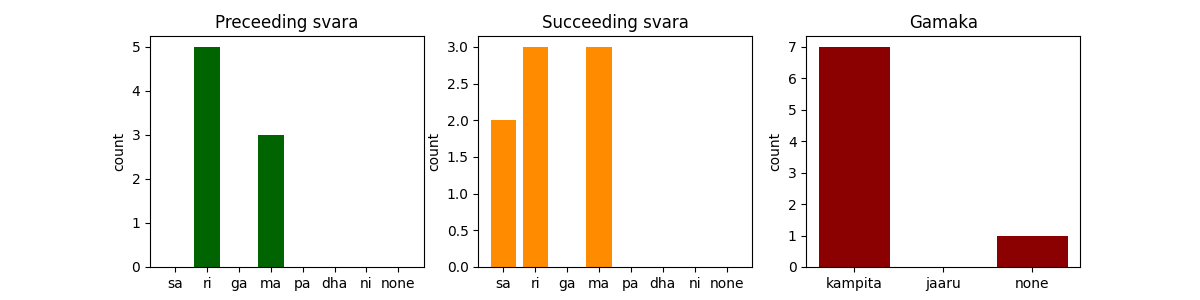 Preceeding svara
count
5
4
3
2
1
0
sa ri ga ma pa dha ni none
Succeeding svara
count
3.0
2.5
2.0
1.5
1.0
0.5
0.0
sa ri ga ma pa dha ni none
Gamaka
count
7
6
5
4
3
2
1
0
kampita jaaru none